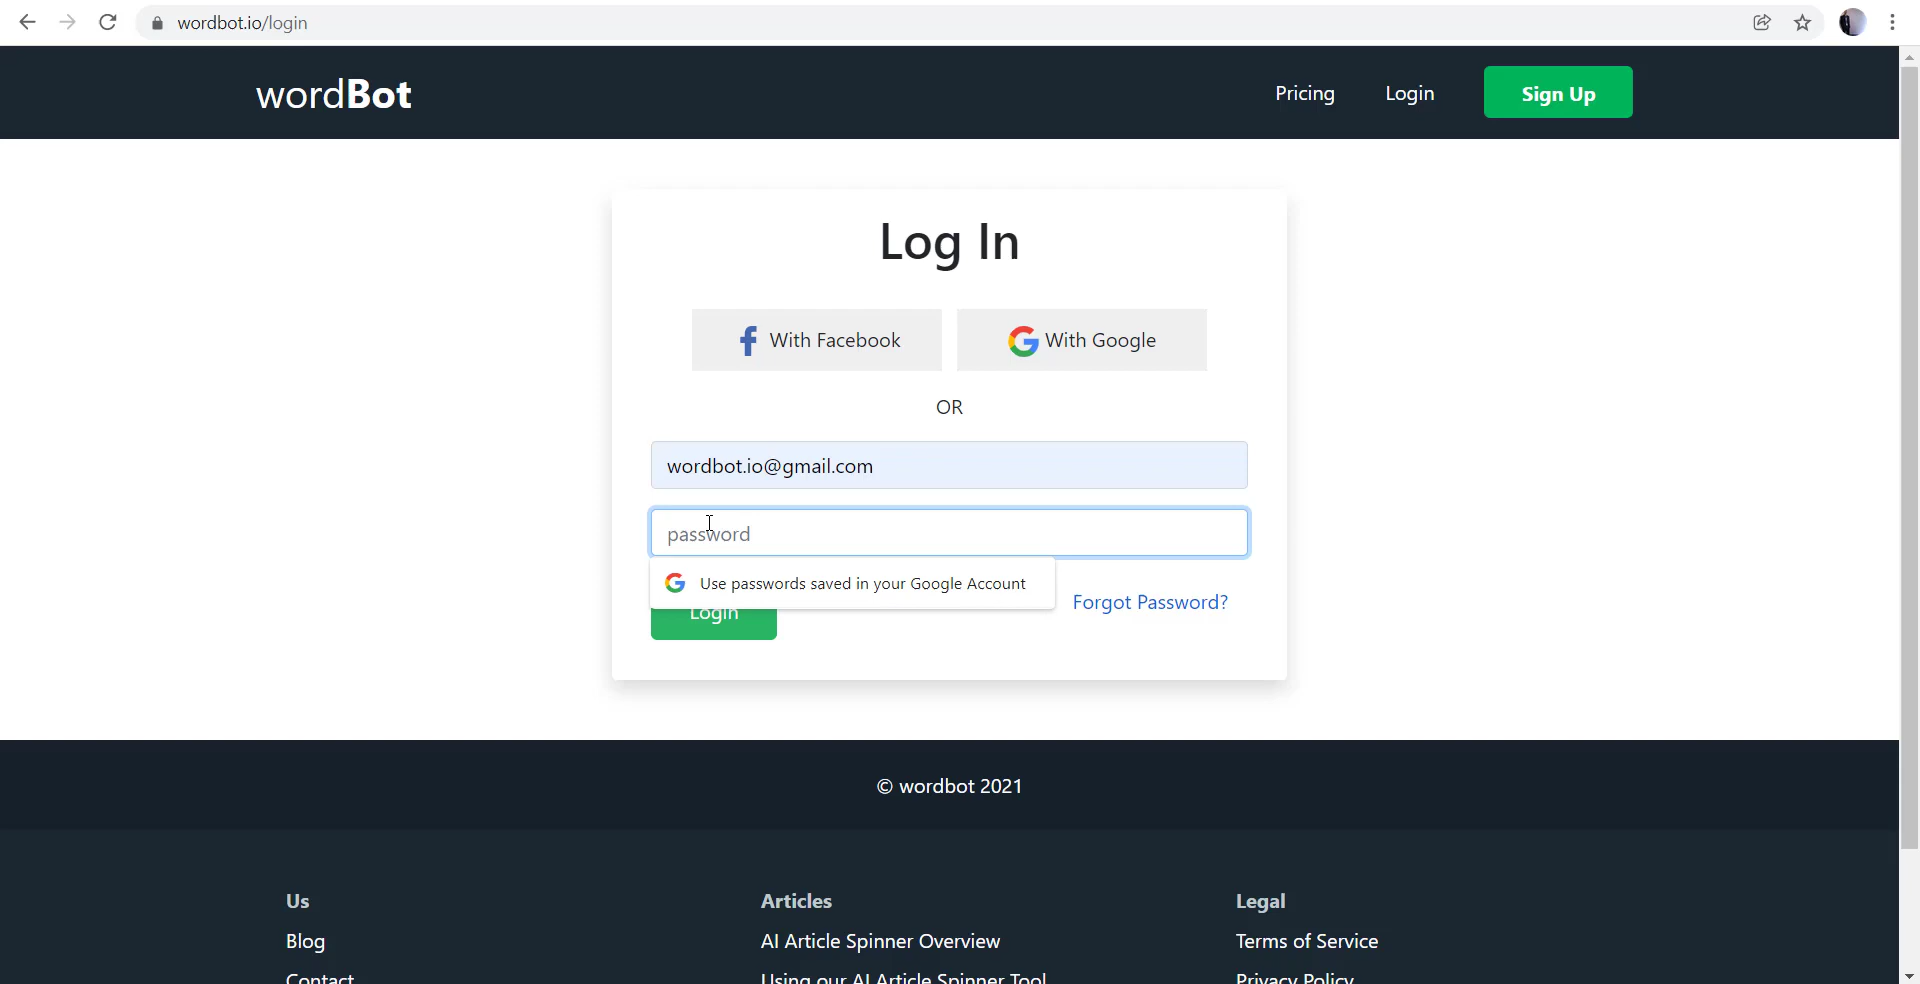 wordbot.io/login
wordBot
Pricing
Login
Sign Up
Log In
With Facebook
With Google
OR
wordbot.io@gmail.com
password
Use passwords saved in your Google Account
Login
Forgot Password?
© wordbot 2021
Us
Articles
Legal
Blog
AI Article Spinner Overview
Terms of Service
Contact
Using our AI Article Spinner Tool
Privacy Policy